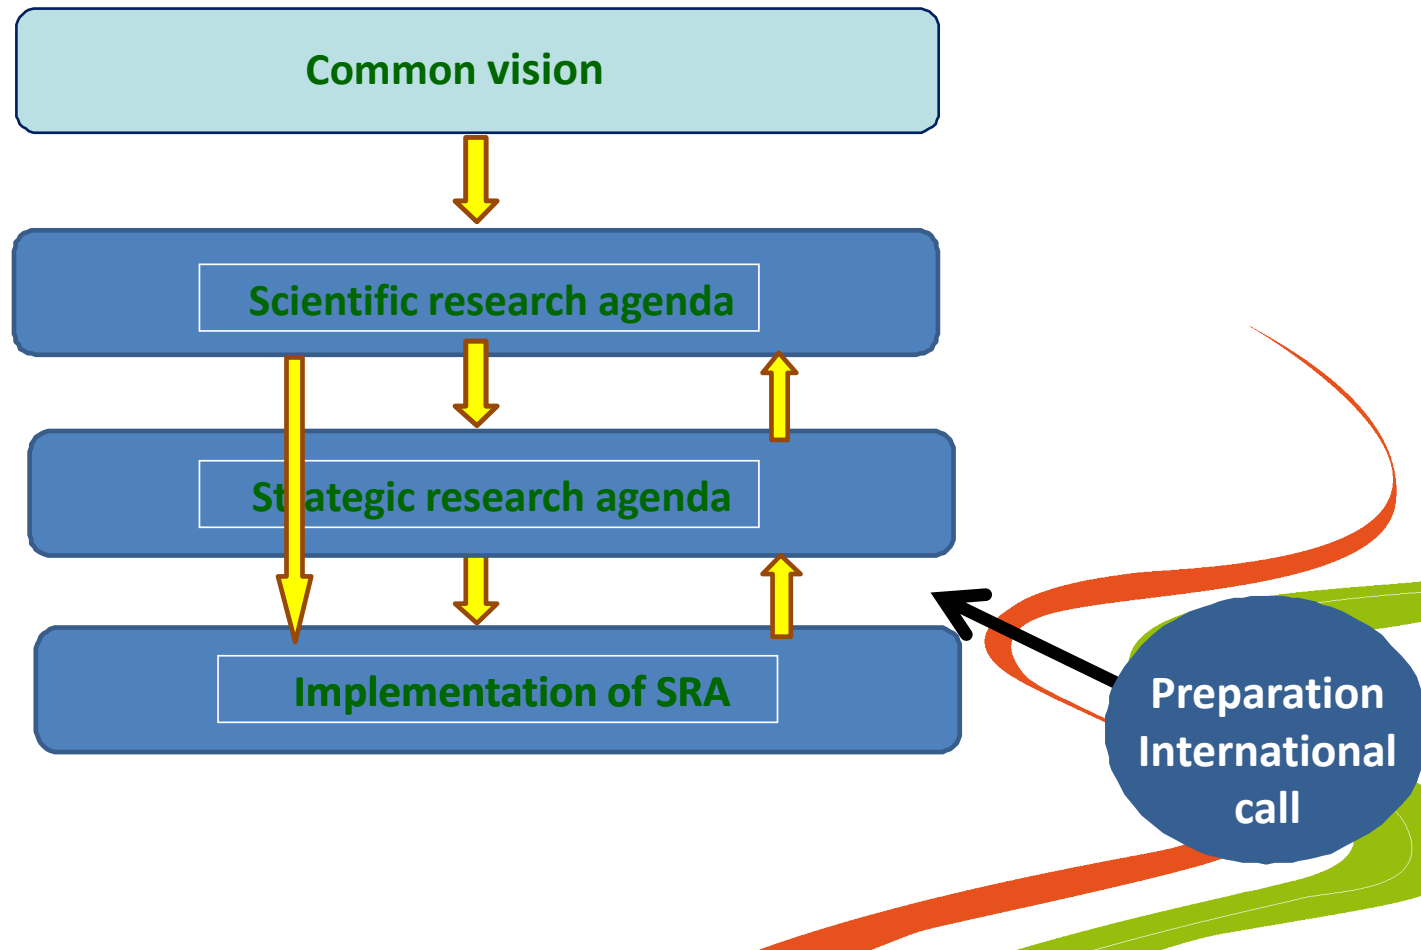 Common vision
Scientific research agenda
Strategic research agenda
Implementation of SRA
Preparation
International
call